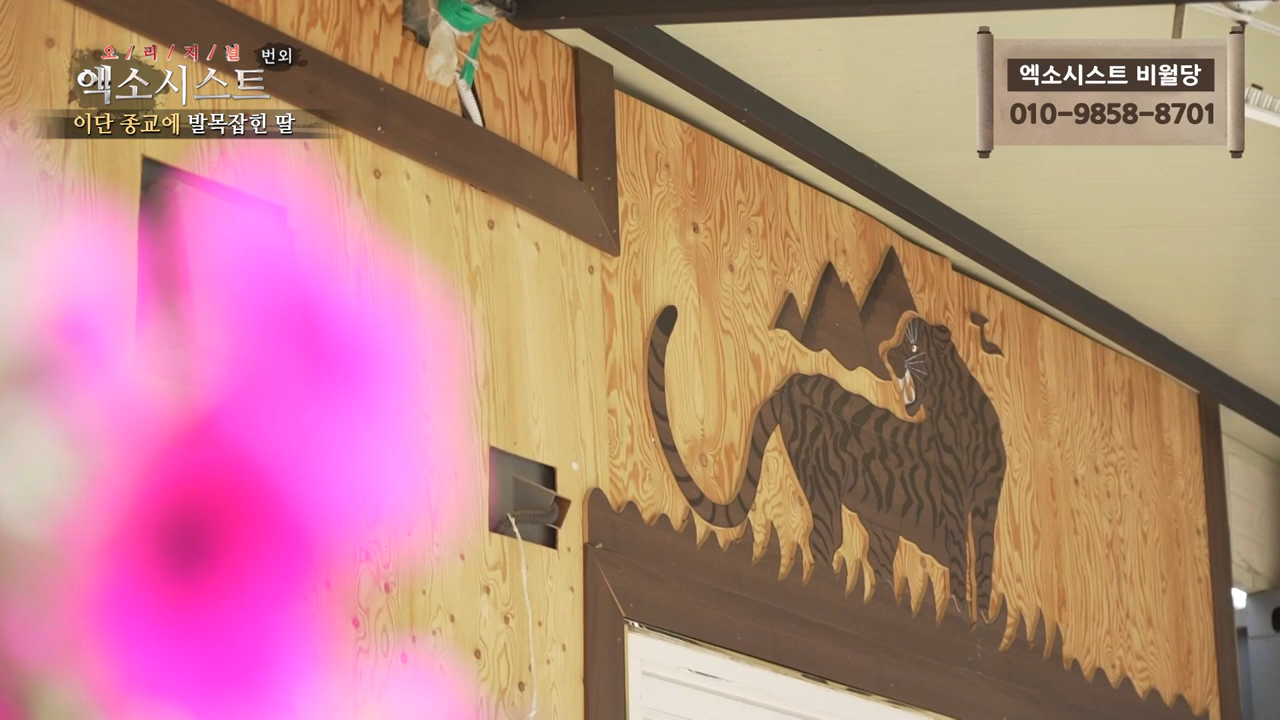 오/리/지/널 번외
엑소시스트
이단 종교에 발목잡힌 딸
엑소시스트 비월당
010-9858-8701